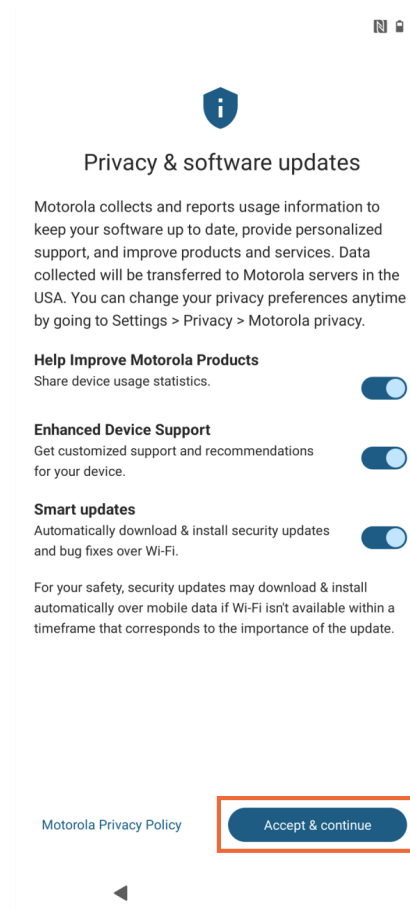 Privacy & software updates
Motorola collects and reports usage information to
keep your software up to date, provide personalized
support, and improve products and services. Data
collected will be transferred to Motorola servers in the
USA. You can change your privacy preferences anytime
by going to Settings > Privacy > Motorola privacy.
Help Improve Motorola Products
Share device usage statistics.
Enhanced Device Support
Get customized support and recommendations
for your device.
Smart updates
Automatically download & install security updates
and bug fixes over Wi-Fi.
For your safety, security updates may download & install
automatically over mobile data if Wi-Fi isn't available within a
timeframe that corresponds to the importance of the update.
Motorola Privacy Policy
Accept & continue